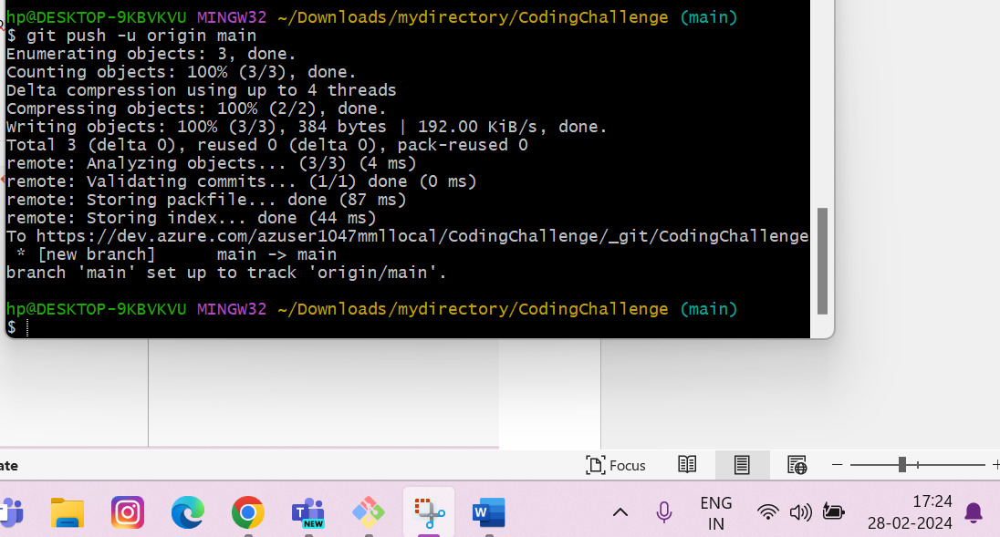 hp@DESKTOP-9KBVKVU MINGW32 ~/Downloads/mydirectory/CodingChallenge (main)
$ git push -u origin main
Enumerating objects: 3, done.
Counting objects: 100% (3/3), done.
Delta compression using up to 4 threads
Compressing objects: 100% (2/2), done.
Writing objects: 100% (3/3), 384 bytes | 192.00 KiB/s, done.
Total 3 (delta 0), reused 0 (delta 0), pack-reused 0
remote: Analyzing objects... (3/3) (4 ms)
remote: Validating commits... (1/1) done (0 ms)
remote: Storing packfile... done (87 ms)
remote: Storing index... done (44 ms)
To https://dev.azure.com/azuser1047mmllocal/CodingChallenge/_git/CodingChallenge
 * [new branch]      main -> main
branch 'main' set up to track 'origin/main'.
hp@DESKTOP-9KBVKVU MINGW32 ~/Downloads/mydirectory/CodingChallenge (main)
$
ate
Focus
T
NEW
W
ENG
IN
17:24
28-02-2024